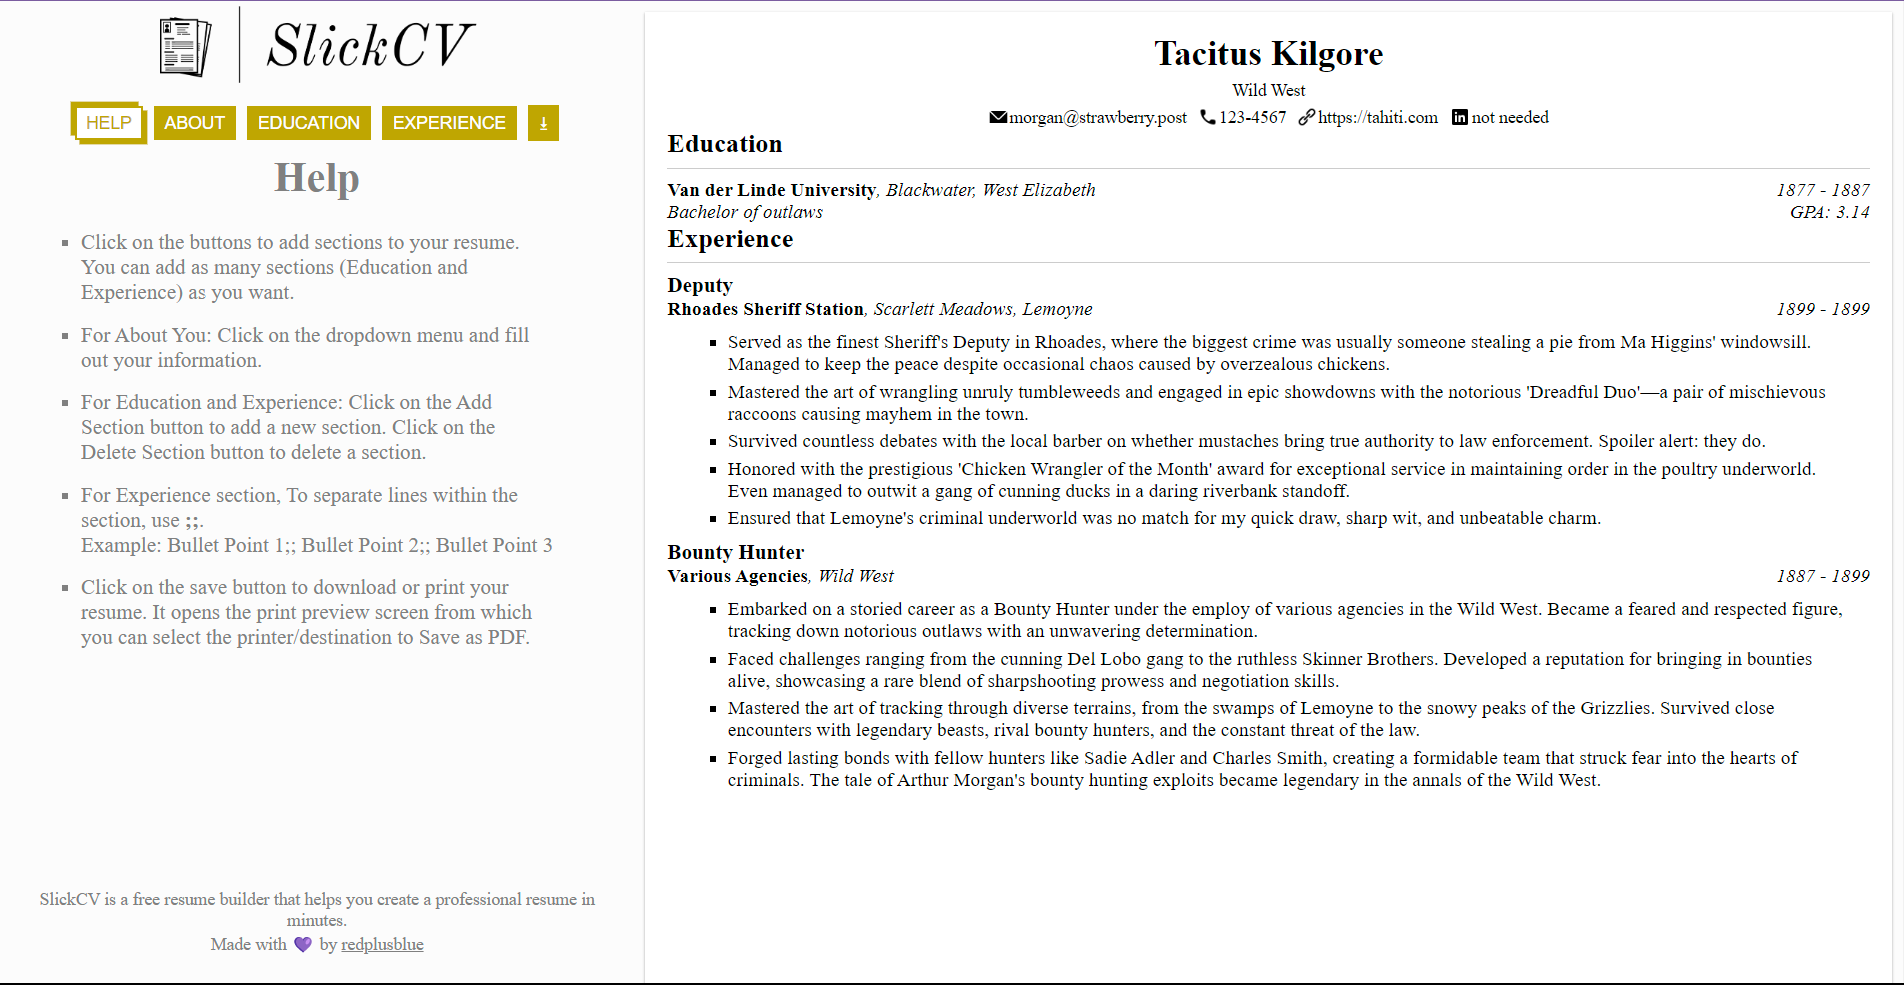 SlickCV
HELP
ABOUT
EDUCATION
EXPERIENCE
Help
Click on the buttons to add sections to your resume.
You can add as many sections (Education and
Experience) as you want.
For About You: Click on the dropdown menu and fill
out your information.
For Education and Experience: Click on the Add
Section button to add a new section. Click on the
Delete Section button to delete a section.
For Experience section, To separate lines within the
section, use ;;.
Example: Bullet Point 1;; Bullet Point 2;; Bullet Point 3
Click on the save button to download or print your
resume. It opens the print preview screen from which
you can select the printer/destination to Save as PDF.
SlickCV is a free resume builder that helps you create a professional resume in
minutes.
Made with 💜 by redplusblue
Tacitus Kilgore
Wild West
morgan@strawberry.post 123-4567 https://tahiti.com not needed
Education
Van der Linde University, Blackwater, West Elizabeth 1877 - 1887
Bachelor of outlaws GPA: 3.14
Experience
Deputy
Rhoades Sheriff Station, Scarlett Meadows, Lemoyne 1899 - 1899
Served as the finest Sheriff's Deputy in Rhoades, where the biggest crime was usually someone stealing a pie from Ma Higgins' windowsill.
Managed to keep the peace despite occasional chaos caused by overzealous chickens.
Mastered the art of wrangling unruly tumbleweeds and engaged in epic showdowns with the notorious 'Dreadful Duo'—a pair of mischievous
raccoons causing mayhem in the town.
Survived countless debates with the local barber on whether mustaches bring true authority to law enforcement. Spoiler alert: they do.
Honored with the prestigious 'Chicken Wrangler of the Month' award for exceptional service in maintaining order in the poultry underworld.
Even managed to outwit a gang of cunning ducks in a daring riverbank standoff.
Ensured that Lemoyne's criminal underworld was no match for my quick draw, sharp wit, and unbeatable charm.
Bounty Hunter
Various Agencies, Wild West 1887 - 1899
Embarked on a storied career as a Bounty Hunter under the employ of various agencies in the Wild West. Became a feared and respected figure,
tracking down notorious outlaws with an unwavering determination.
Faced challenges ranging from the cunning Del Lobo gang to the ruthless Skinner Brothers. Developed a reputation for bringing in bounties
alive, showcasing a rare blend of sharpshooting prowess and negotiation skills.
Mastered the art of tracking through diverse terrains, from the swamps of Lemoyne to the snowy peaks of the Grizzlies. Survived close
encounters with legendary beasts, rival bounty hunters, and the constant threat of the law.
Forged lasting bonds with fellow hunters like Sadie Adler and Charles Smith, creating a formidable team that struck fear into the hearts of
criminals. The tale of Arthur Morgan's bounty hunting exploits became legendary in the annals of the Wild West.